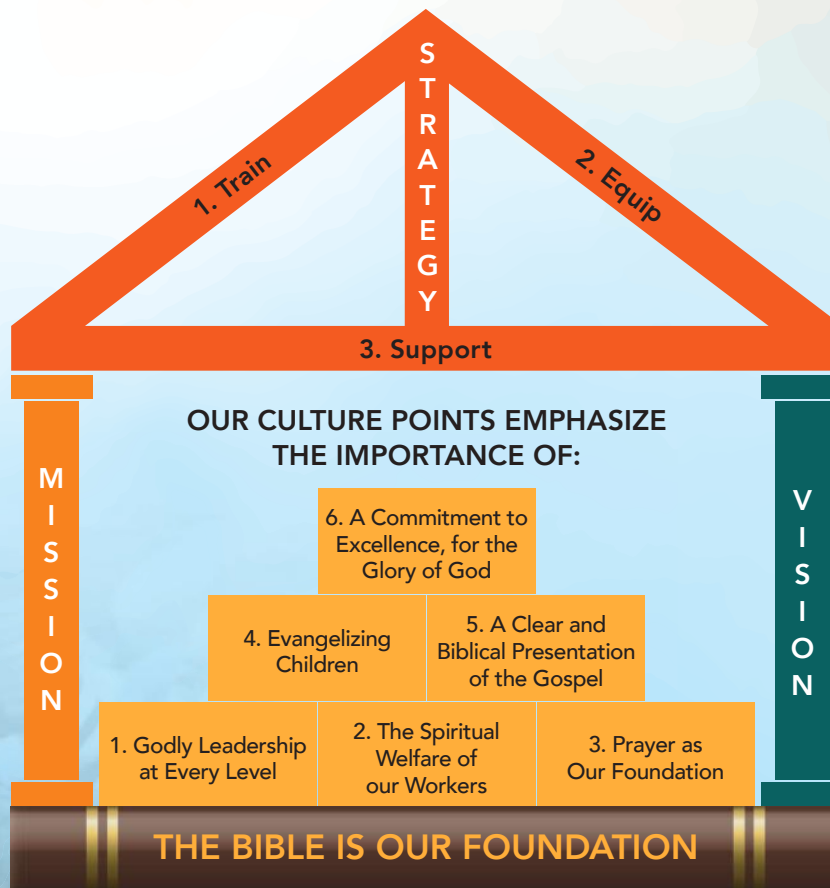 STRATEGY
1. Train
2. Equip
3. Support
OUR CULTURE POINTS EMPHASIZE
THE IMPORTANCE OF:
MISSION
VISION
6. A Commitment to
Excellence, for the
Glory of God
4. Evangelizing
Children
5. A Clear and
Biblical Presentation
of the Gospel
1. Godly Leadership
at Every Level
2. The Spiritual
Welfare of
our Workers
3. Prayer as
Our Foundation
THE BIBLE IS OUR FOUNDATION